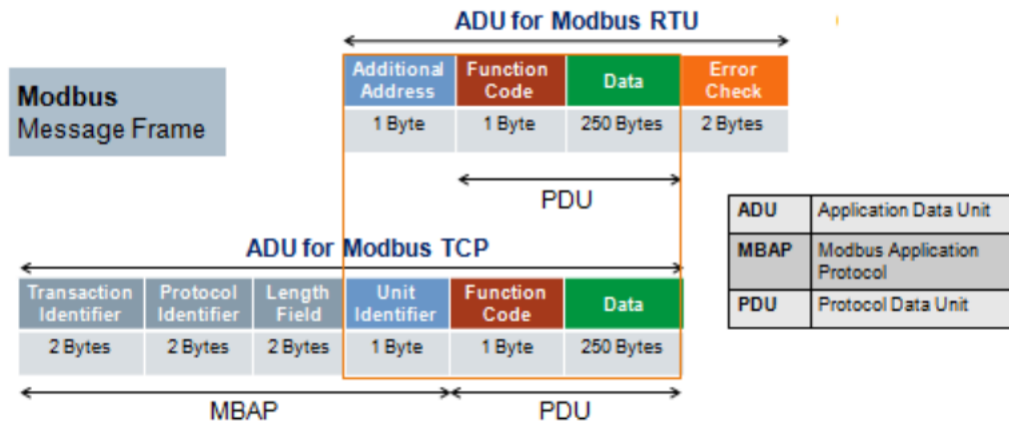 ADU for Modbus RTU
Modbus
Message Frame
Additional Address
Function Code
Data
Error Check
1 Byte
1 Byte
250 Bytes
2 Bytes
PDU
ADU for Modbus TCP
Transaction Identifier
Protocol Identifier
Length Field
Unit Identifier
Function Code
Data
2 Bytes
2 Bytes
2 Bytes
1 Byte
1 Byte
250 Bytes
MBAP
PDU
ADU
Application Data Unit
MBAP
Modbus Application
Protocol
PDU
Protocol Data Unit